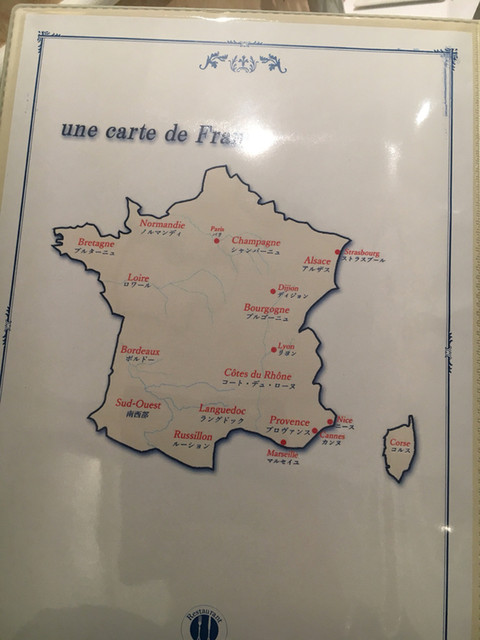 une carte de Fran
Normandie
ノルマンディ
Paris
パリ
Bretagne
ブルターニュ
Champagne
シャンパーニュ
Strasbourg
ストラスブール
Alsace
アルザス
Loire
ロワール
Dijion
ディジョン
Bourgogne
ブルゴーニュ
Lyon
リヨン
Bordeaux
ボルドー
Côtes du Rhône
コート・デュ・ローヌ
Sud-Ouest
南西部
Languedoc
ラングドック
Provence
プロヴァンス
Nice
ニース
Cannes
カンヌ
Russillon
ルーション
Marseille
マルセイユ
Corse
コルス
Restaurant